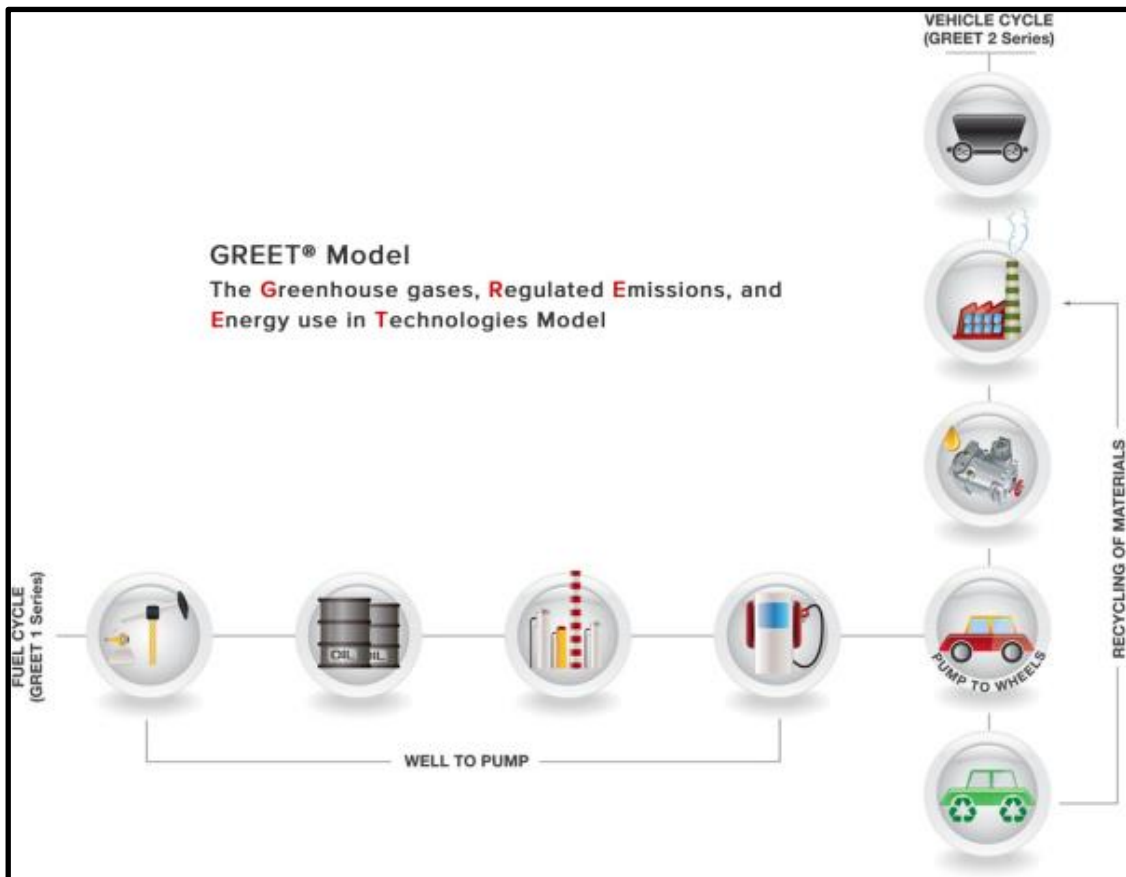 VEHICLE CYCLE
(GREET 2 Series)
GREET® Model
The Greenhouse gases, Regulated Emissions, and
Energy use in Technologies Model
RECYCLING OF MATERIALS
FUEL CYCLE
(GREET 1 Series)
OIL
OIL
PUMP TO WHEELS
WELL TO PUMP